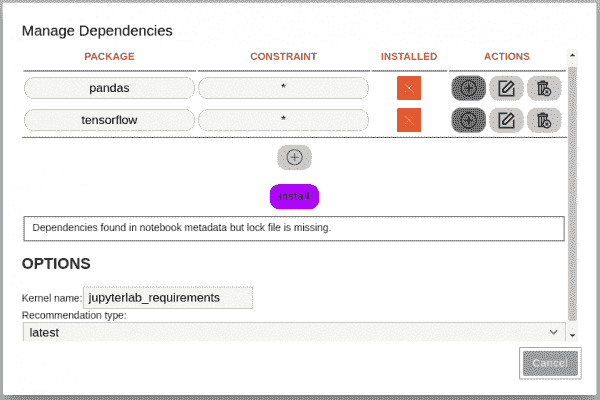 Manage Dependencies
PACKAGE CONSTRAINT INSTALLED ACTIONS
pandas *
tensorflow *
install
Dependencies found in notebook metadata but lock file is missing.
OPTIONS
Kernel name: jupyterlab_requirements
Recommendation type:
latest
Cancel